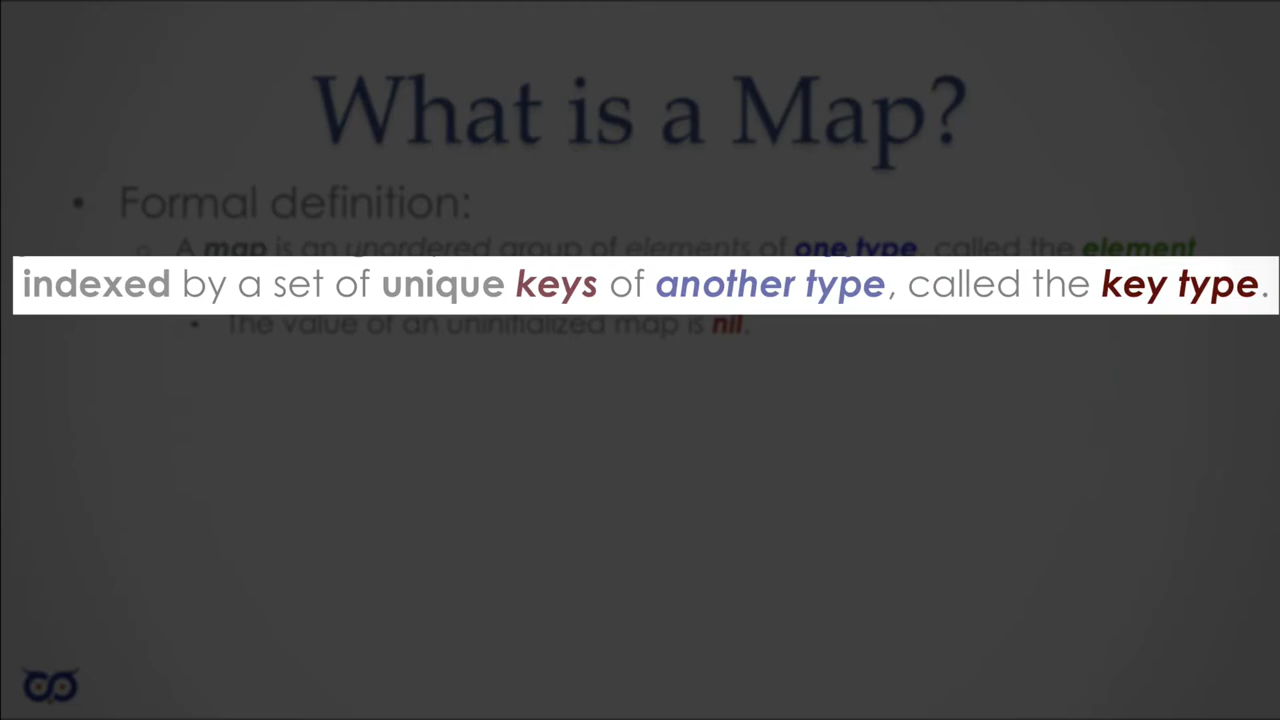 What is a Map?
• Formal definition:
A map is an unordered group of elements of one type, called the element
indexed by a set of unique keys of another type, called the key type.
• The value of an uninitialized map is nil.